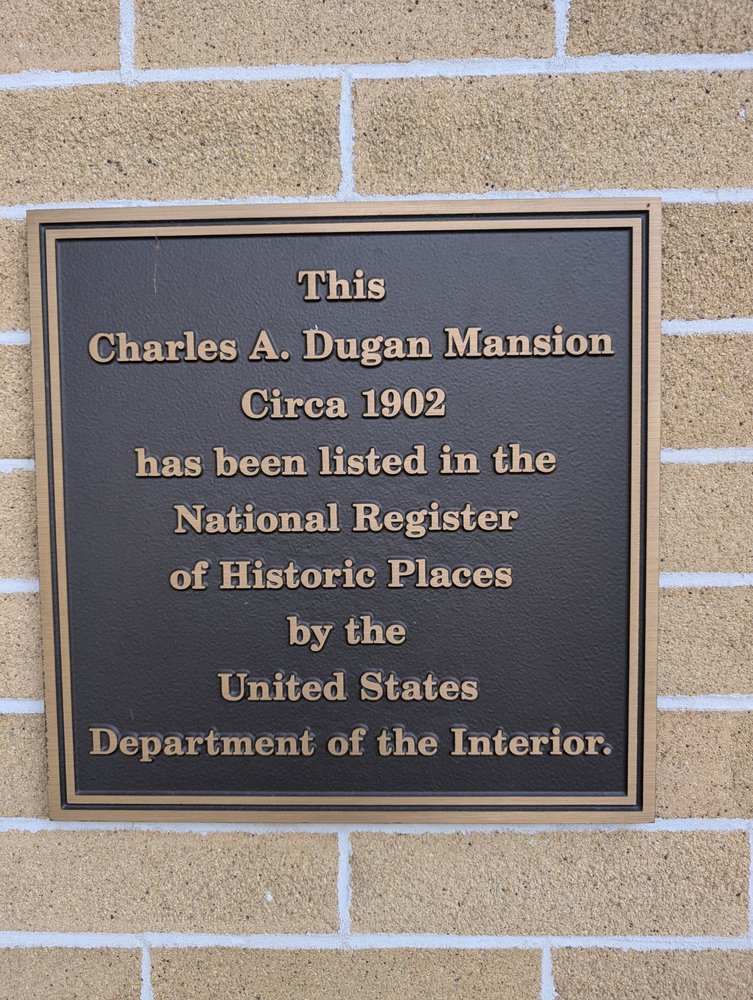 This
Charles A. Dugan Mansion
Circa 1902
has been listed in the
National Register
of Historic Places
by the
United States
Department of the Interior.